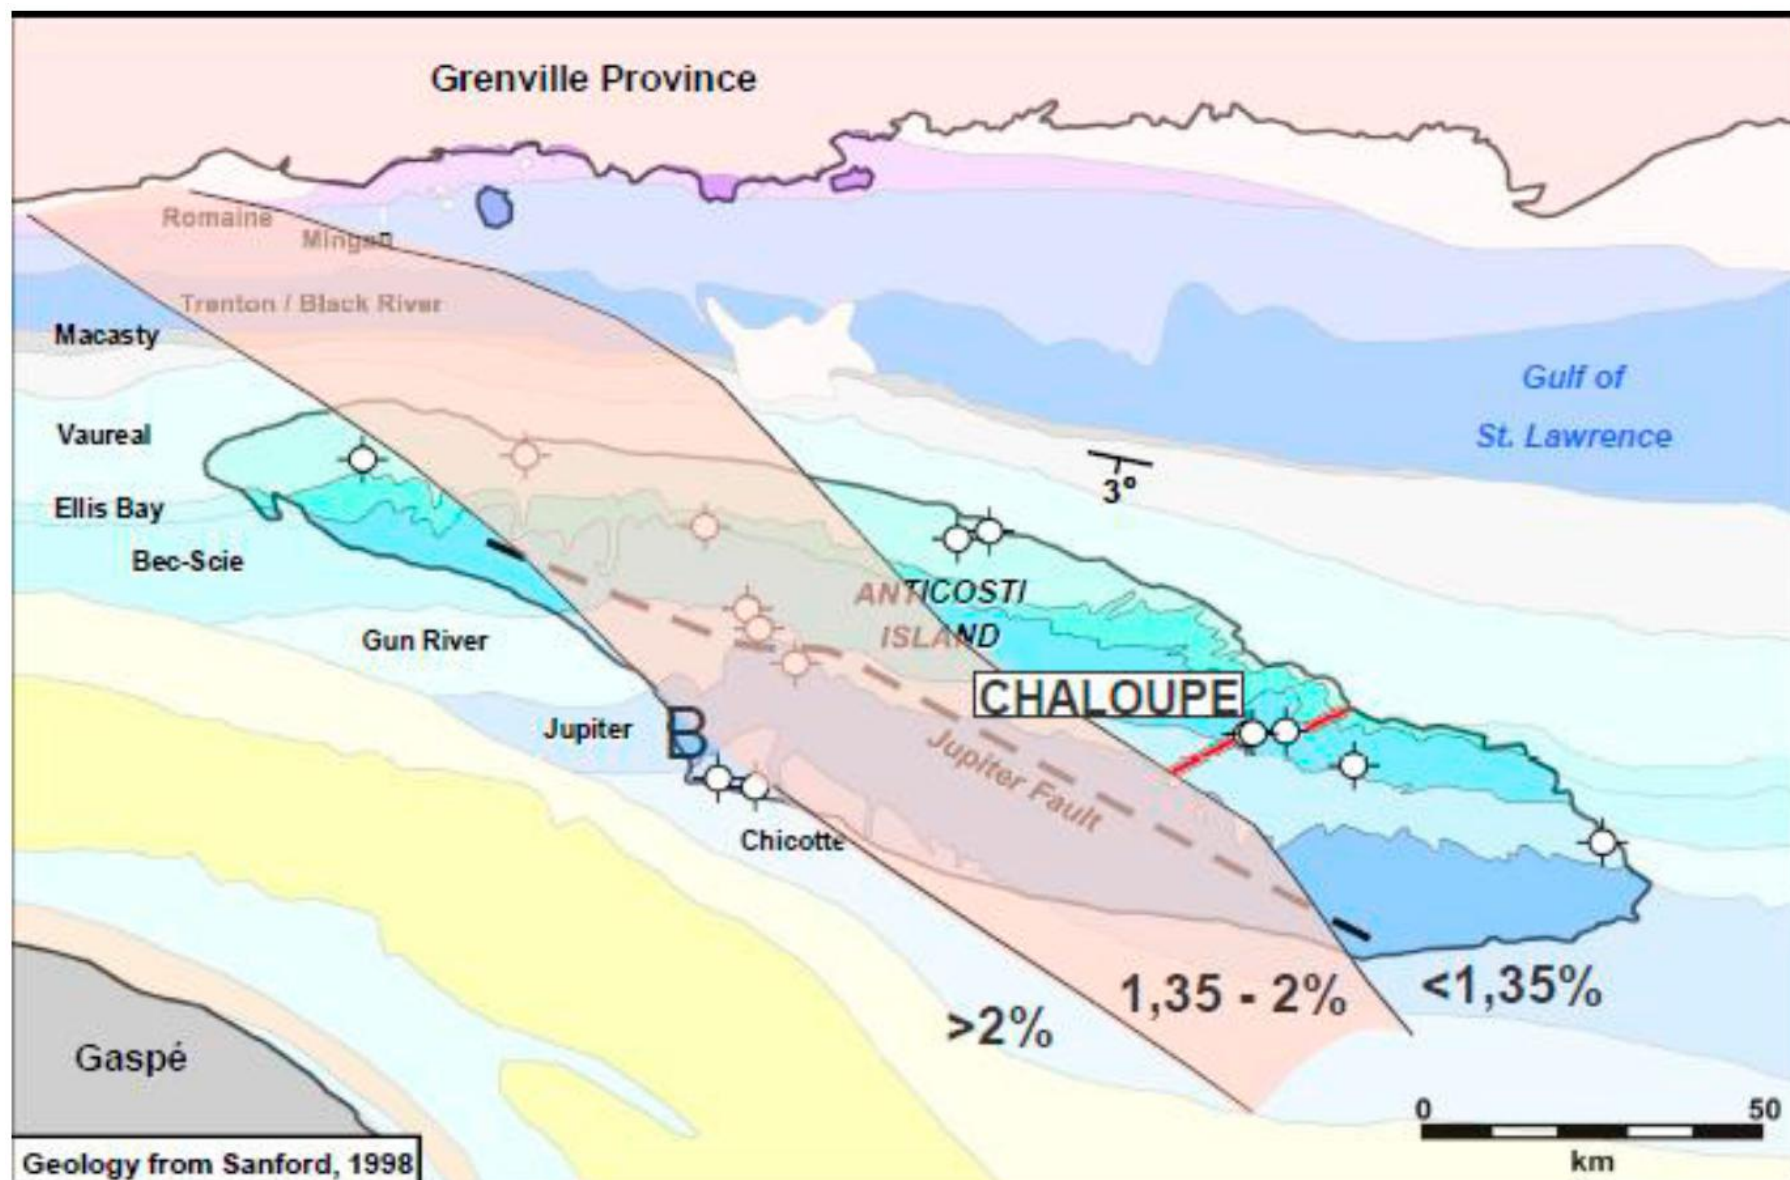 Grenville Province
Romaine
Mingan
Trenton / Black River
Macasty
Gulf of
St. Lawrence
Vaureal
3°
Ellis Bay
Bec-Scie
ANTICOSTI
ISLAND
Gun River
CHALOUPE
Jupiter
B
Jupiter Fault
Chicotte
1,35 - 2%
<1,35%
>2%
Gaspé
0
50
km
Geology from Sanford, 1998